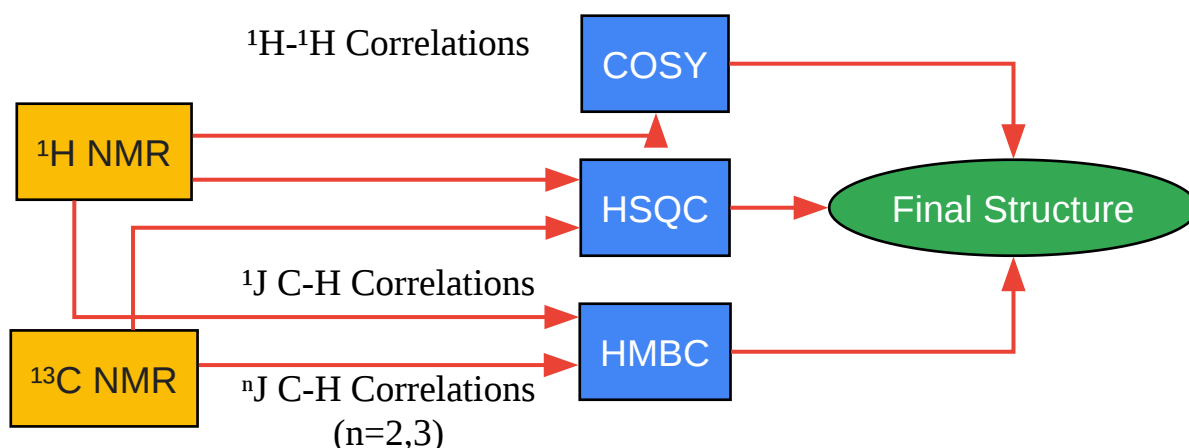 ¹H-¹H Correlations
COSY
¹H NMR
HSQC
Final Structure
¹J C-H Correlations
HMBC
¹³C NMR
ⁿJ C-H Correlations
(n=2,3)